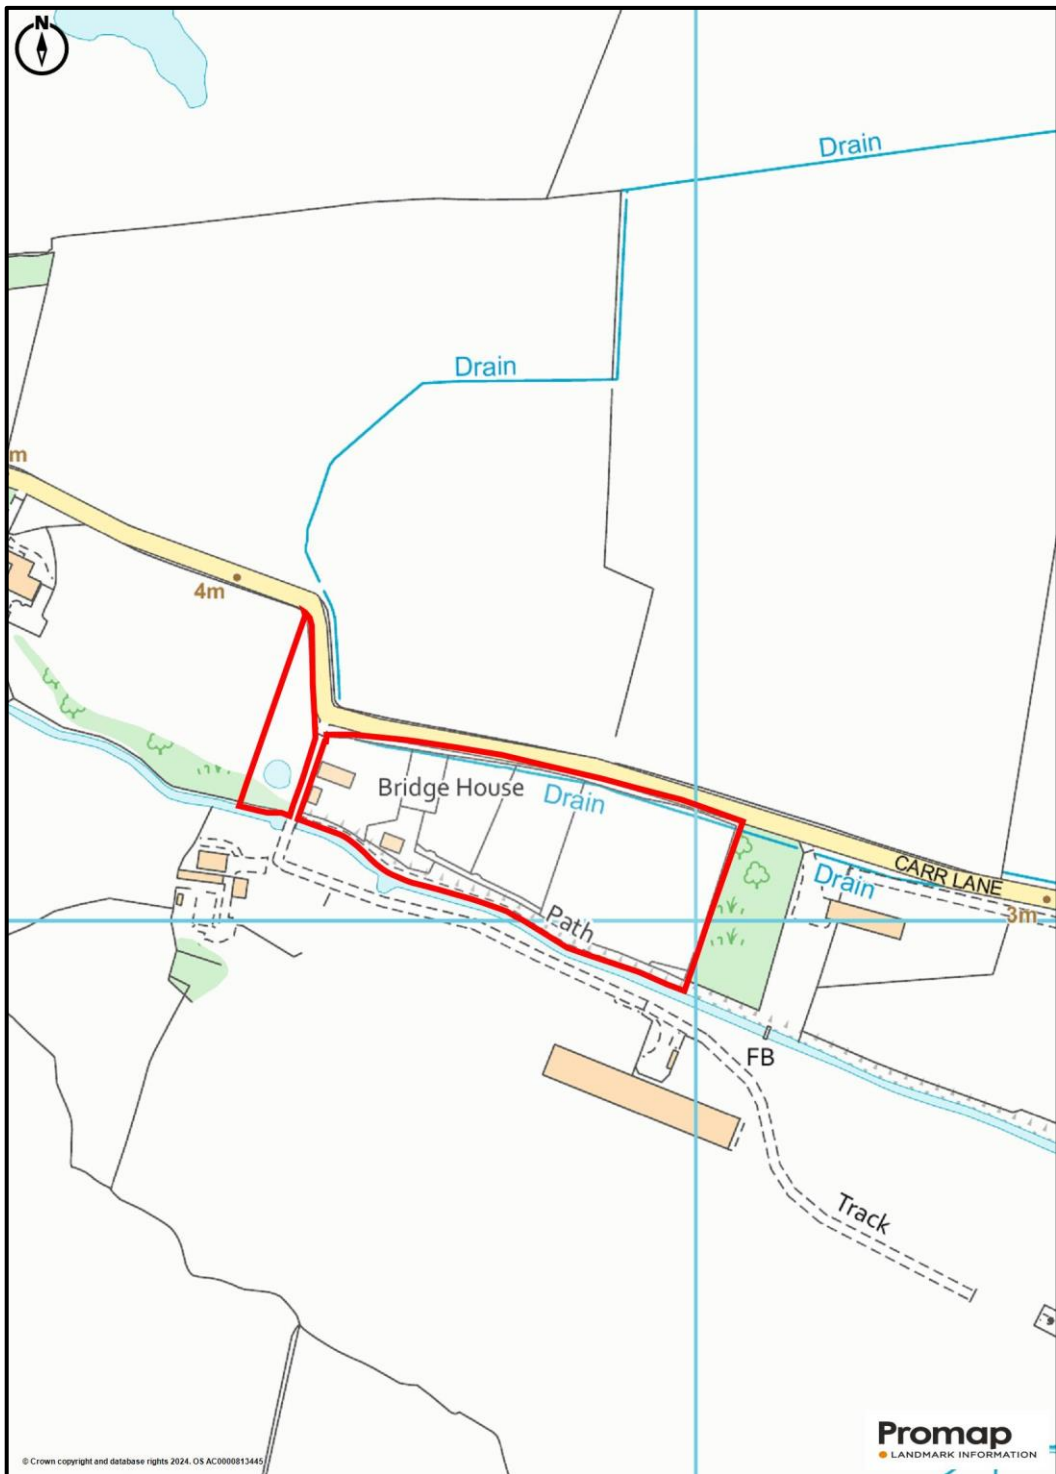 N
Drain
Drain
m
4m
Bridge House
Drain
CARR LANE
Drain
3m
Path
FB
Track
Promap
LANDMARK INFORMATION
© Crown copyright and database rights 2024. OS AC0000813445